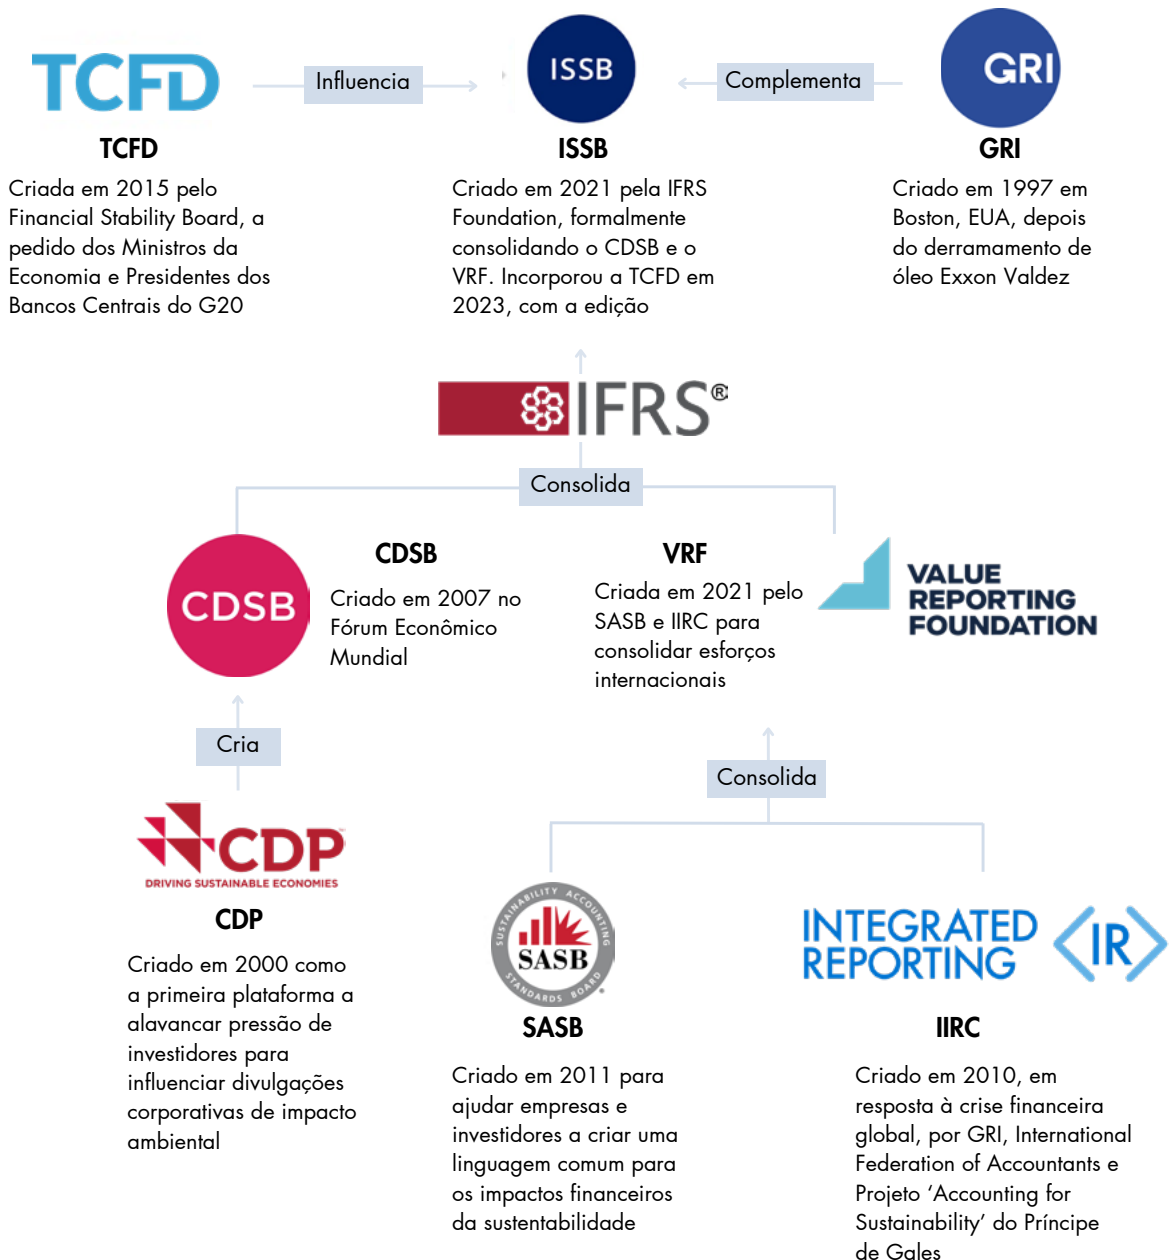 TCFD
Influencia
ISSB
Complementa
GRI
TCFD
Criada em 2015 pelo
Financial Stability Board, a
pedido dos Ministros da
Economia e Presidentes dos
Bancos Centrais do G20
ISSB
Criado em 2021 pela IFRS
Foundation, formalmente
consolidando o CDSB e o
VRF. Incorporou a TCFD em
2023, com a edição
GRI
Criado em 1997 em
Boston, EUA, depois
do derramamento de
óleo Exxon Valdez
IFRS®
Consolida
CDSB
CDSB
Criado em 2007 no
Fórum Econômico
Mundial
VRF
Criada em 2021 pelo
SASB e IIRC para
consolidar esforços
internacionais
VALUE
REPORTING
FOUNDATION
Cria
Consolida
CDP
DRIVING SUSTAINABLE ECONOMIES
CDP
Criado em 2000 como
a primeira plataforma a
alavancar pressão de
investidores para
influenciar divulgações
corporativas de impacto
ambiental
SUSTAINABILITY ACCOUNTING
SASB
STANDARDS BOARD
SASB
Criado em 2011 para
ajudar empresas e
investidores a criar uma
linguagem comum para
os impactos financeiros
da sustentabilidade
INTEGRATED
REPORTING
<IR>
IIRC
Criado em 2010, em
resposta à crise financeira
global, por GRI, International
Federation of Accountants e
Projeto ‘Accounting for
Sustainability’ do Príncipe
de Gales